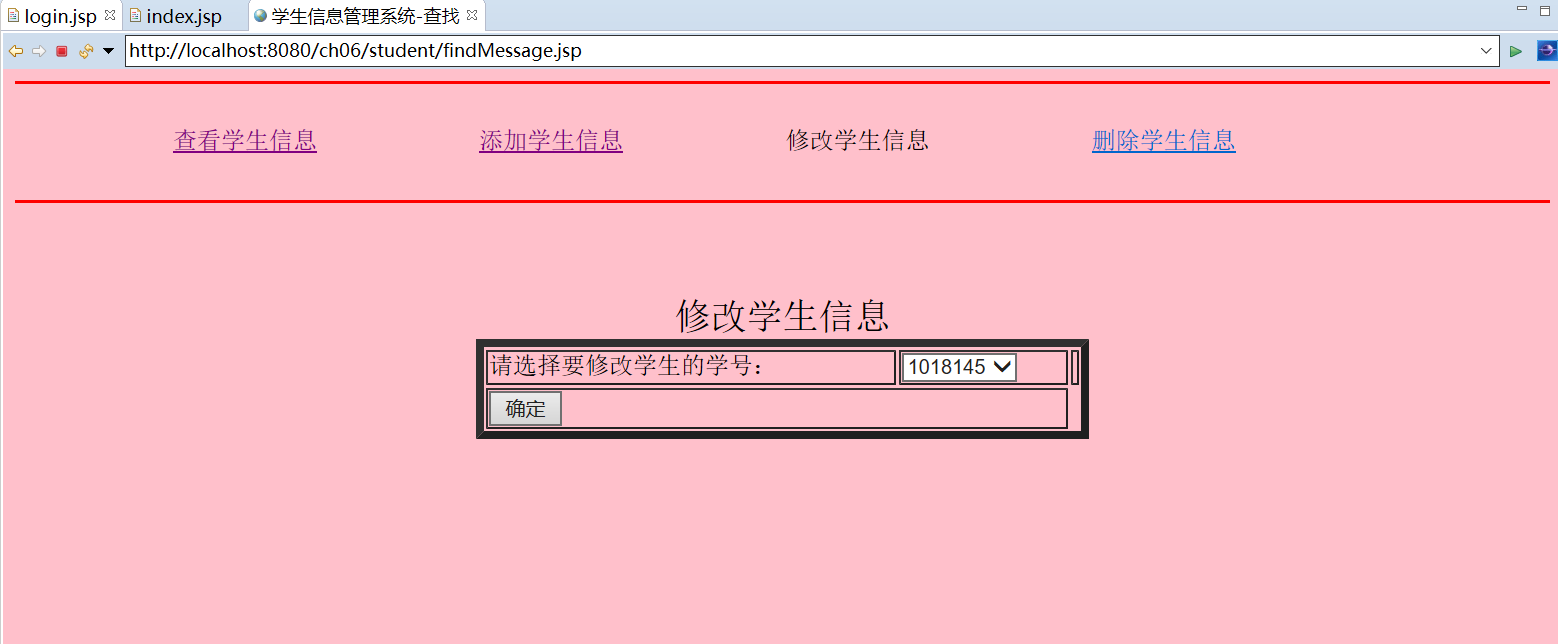 login.jsp index.jsp 学生信息管理系统-查找
http://localhost:8080/ch06/student/findMessage.jsp
查看学生信息 添加学生信息 修改学生信息 删除学生信息
修改学生信息
请选择要修改学生的学号： 1018145
确定